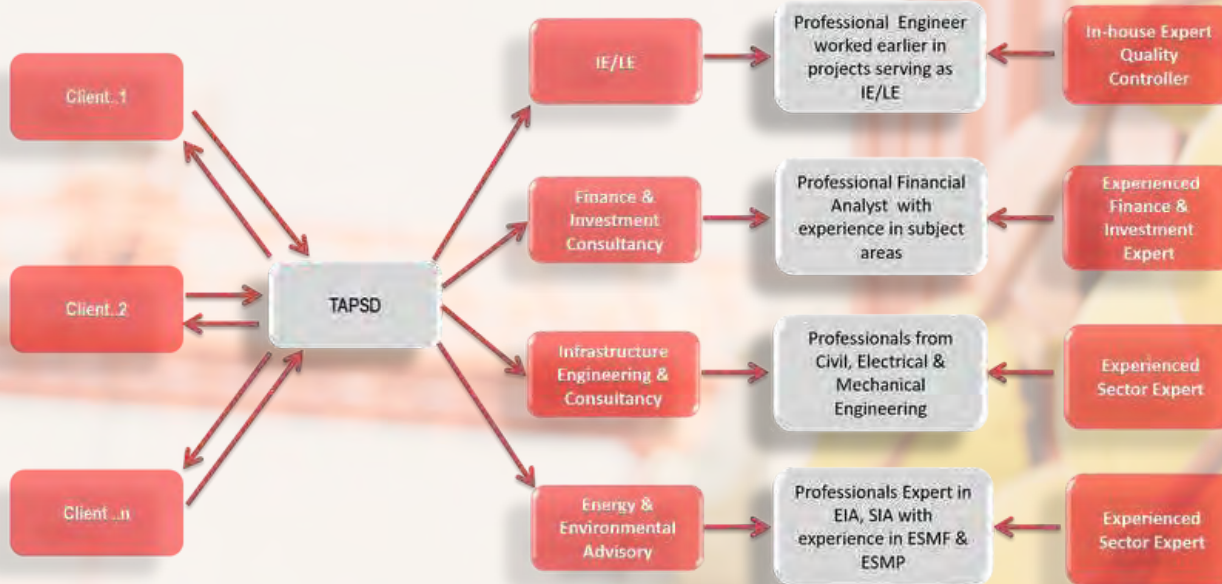 Client..1
Client..2
Client ..n
TAPSD
IE/LE
Finance &
Investment
Consultancy
Infrastructure
Engineering &
Consultancy
Energy &
Environmental
Advisory
Professional Engineer
worked earlier in
projects serving as
IE/LE
Professional Financial
Analyst with
experience in subject
areas
Professionals from
Civil, Electrical &
Mechanical
Engineering
Professionals Expert in
EIA, SIA with
experience in ESMF &
ESMP
In-house Expert
Quality
Controller
Experienced
Finance &
Investment
Expert
Experienced
Sector Expert
Experienced
Sector Expert